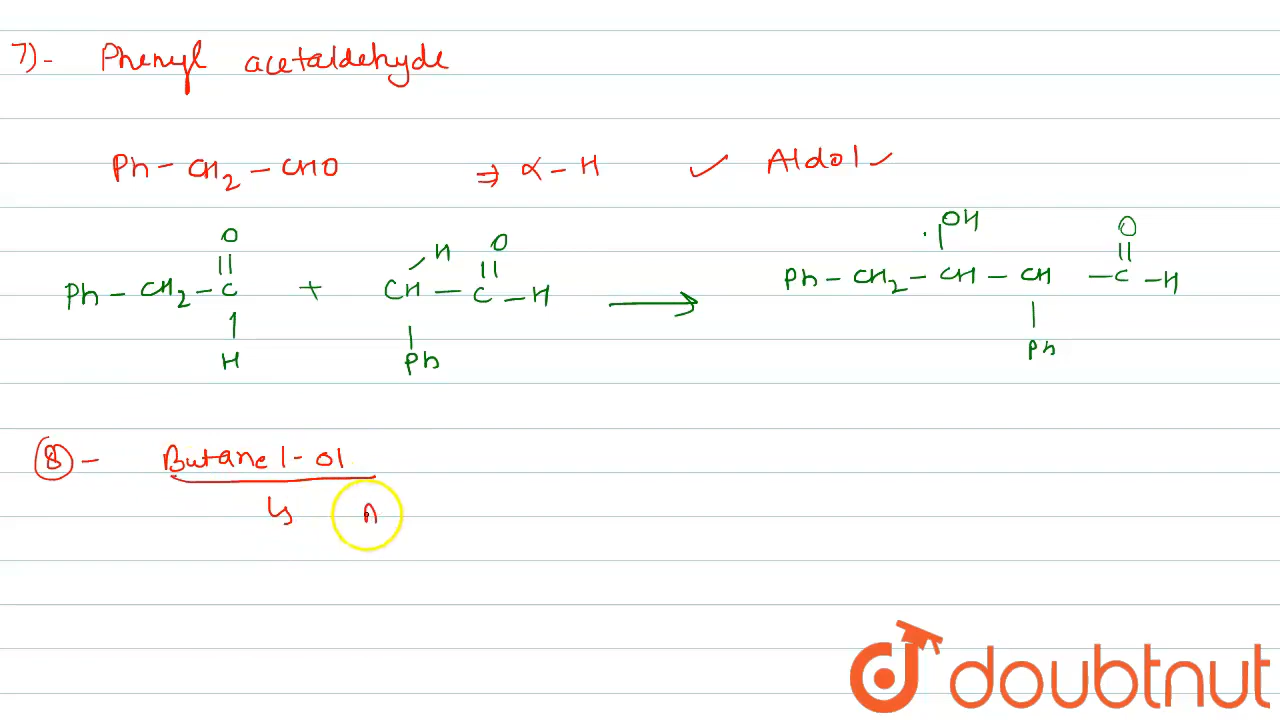 7)- Phenyl acetaldehyde
Ph - CH2 - CHO ⇒ α - H ✓ Aldol ✓
OH
O H O O
|| / || | ||
Ph - CH2 - C + CH - C - H → Ph - CH2 - CH - CH - C - H
| | |
H Ph Ph
8 - Butane 1-ol
↳ A
doubtnut